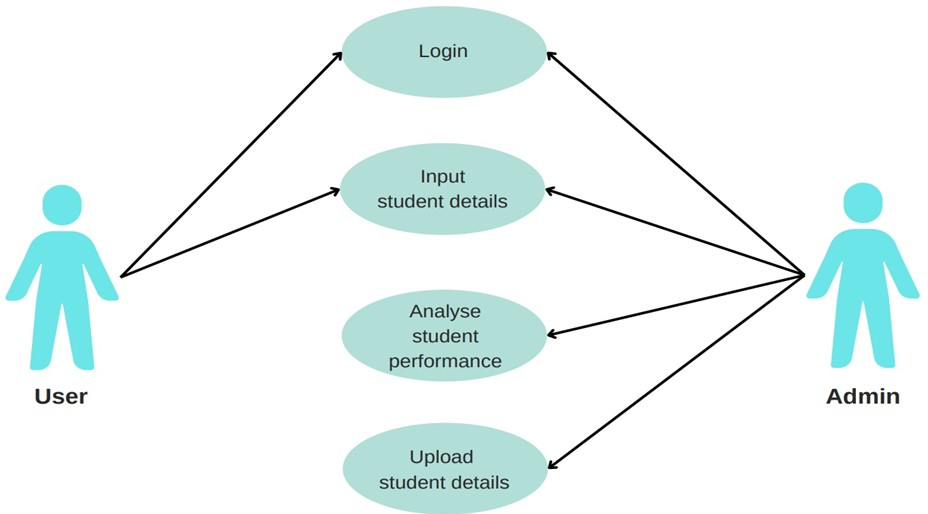 Login
Input
student details
Analyse
student
performance
User
Admin
Upload
student details